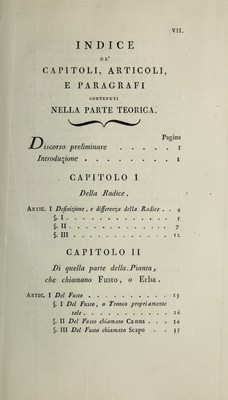 VII.
INDICE
DE'
CAPITOLI, ARTICOLI,
E PARAGRAFI
CONTENUTI
NELLA PARTE TEORICA.
Pagina
Discorso preliminare . . . . . 1
Introduzione . . . . . . . . 1
CAPITOLO I
Della Radice.
ARTIC. I Definizione, e differenze della Radice . . 4
§. I . . . . . . . . . . . . . 5
§. II . . . . . . . . . . . . 7
§. III . . . . . . . . . . . . 12
CAPITOLO II
Di quella parte della Pianta,
che chiamano Fusto, o Erba.
ARTIC. I Del Fusto . . . . . . . . . . 15
§. I Del Fusto, o Tronco propriamente
tale . . . . . . . . . . . 16
§. II Del Fusto chiamato Canna . . . 34
§. III Del Fusto chiamato Scapo . . 35